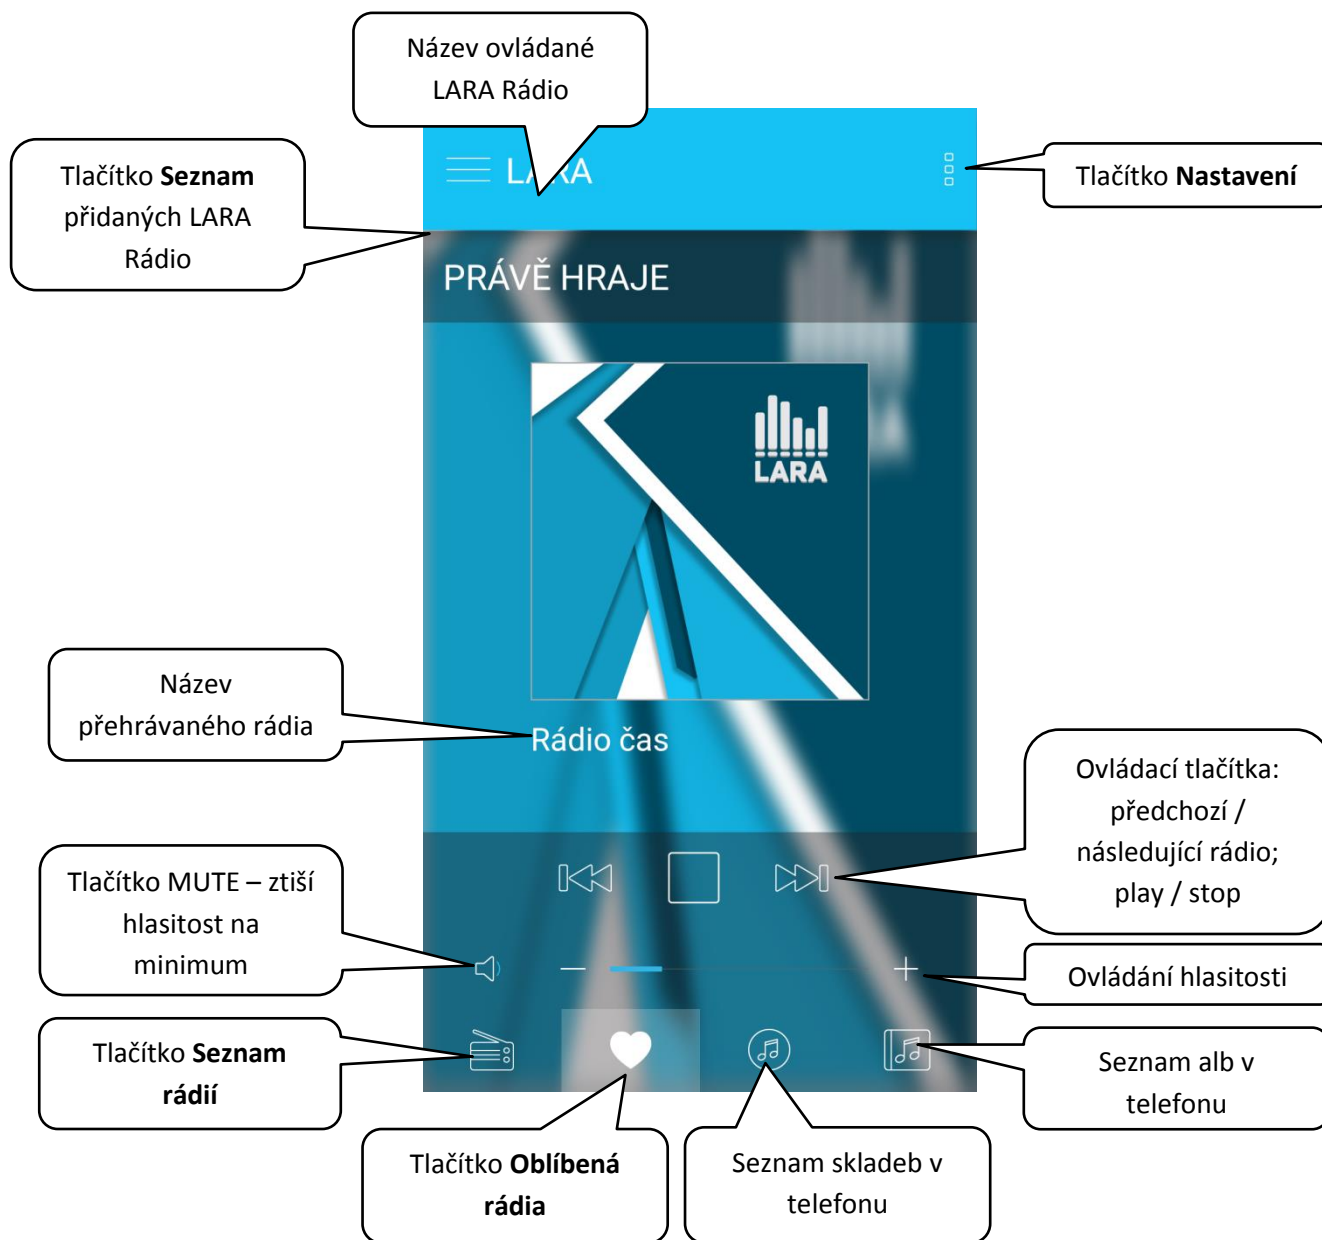 Název ovládané
LARA Rádio
Tlačítko Seznam
přidaných LARA
Rádio
LARA
Tlačítko Nastavení
PRÁVĚ HRAJE
LARA
Název
přehrávaného rádia
Rádio čas
Ovládací tlačítka:
předchozí /
následující rádio;
play / stop
Tlačítko MUTE – ztiší
hlasitost na
minimum
Ovládání hlasitosti
Tlačítko Seznam
rádií
Seznam alb v
telefonu
Tlačítko Oblíbená
rádia
Seznam skladeb v
telefonu